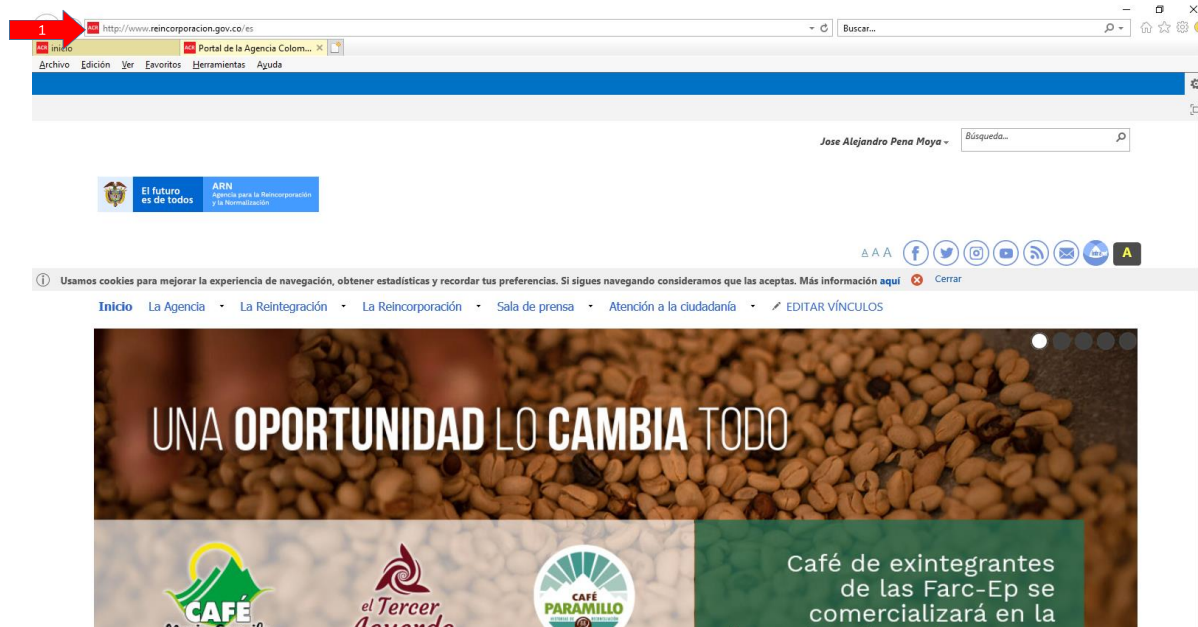 1
http://www.reincorporacion.gov.co/es
Buscar...
inicio
Portal de la Agencia Colom...
Archivo Edición Ver Favoritos Herramientas Ayuda
Jose Alejandro Pena Moya
Búsqueda...
El futuro
es de todos
ARN
Agencia para la Reincorporación
y la Normalización
A A A
A
Usamos cookies para mejorar la experiencia de navegación, obtener estadísticas y recordar tus preferencias. Si sigues navegando consideramos que las aceptas. Más información aquí Cerrar
Inicio La Agencia La Reintegración La Reincorporación Sala de prensa Atención a la ciudadanía EDITAR VÍNCULOS
UNA OPORTUNIDAD LO CAMBIA TODO
CAFÉ
el Tercer
Acuerdo
CAFÉ
PARAMILLO
Café de exintegrantes
de las Farc-Ep se
comercializará en la